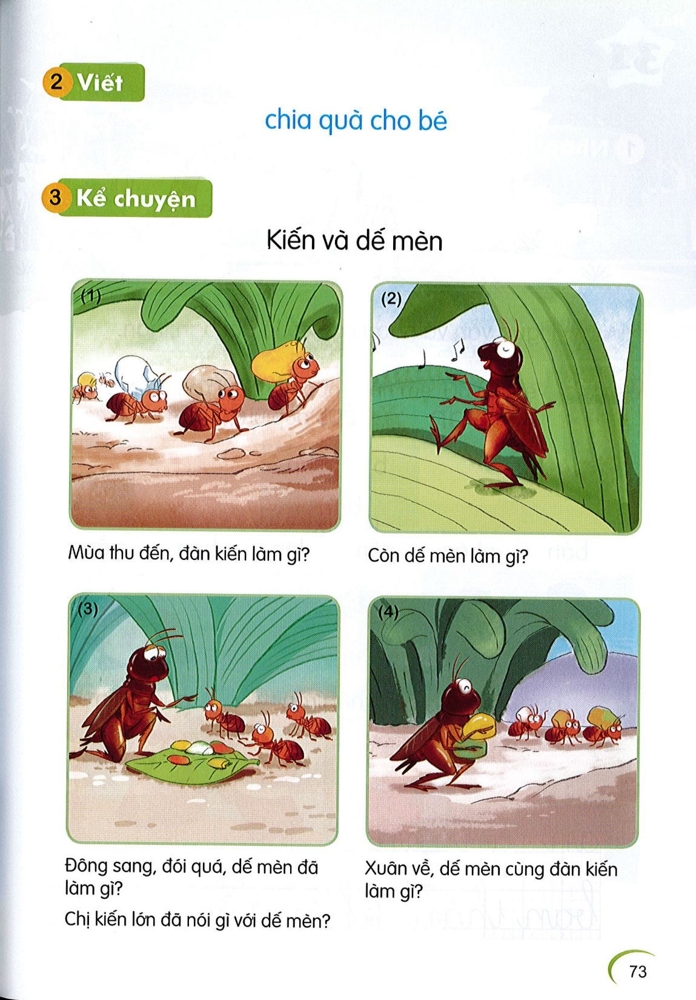 2 Viết
chia quà cho bé
3 Kể chuyện
Kiến và dế mèn
(1)
(2)
Mùa thu đến, đàn kiến làm gì?
Còn dế mèn làm gì?
(3)
(4)
Đông sang, đói quá, dế mèn đã
làm gì?
Chị kiến lớn đã nói gì với dế mèn?
Xuân về, dế mèn cùng đàn kiến
làm gì?
73